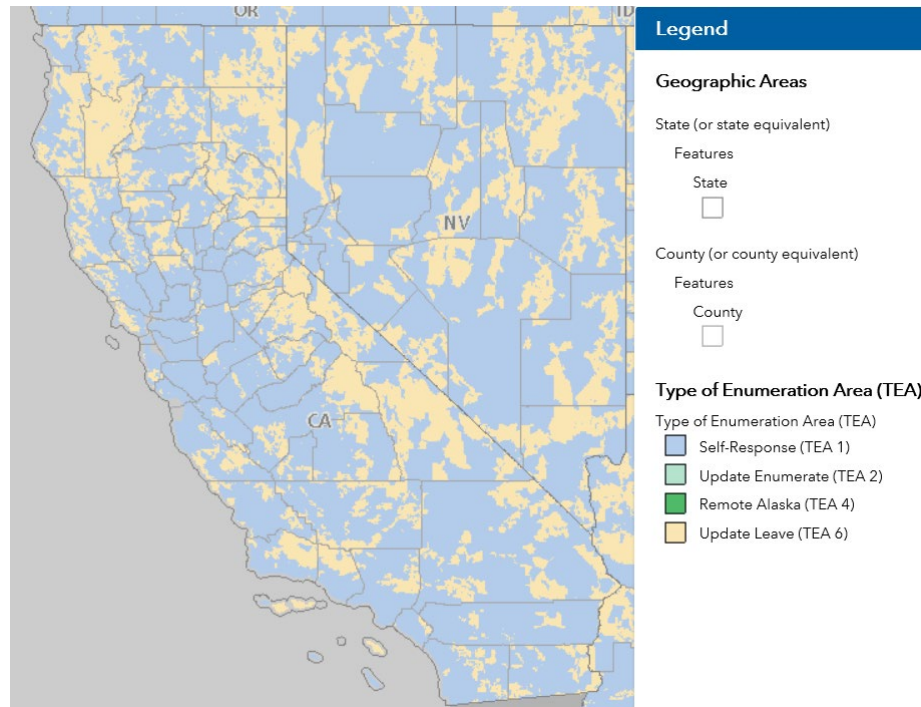 OR
ID
NV
CA
Legend
Geographic Areas
State (or state equivalent)
Features
State
County (or county equivalent)
Features
County
Type of Enumeration Area (TEA)
Type of Enumeration Area (TEA)
Self-Response (TEA 1)
Update Enumerate (TEA 2)
Remote Alaska (TEA 4)
Update Leave (TEA 6)